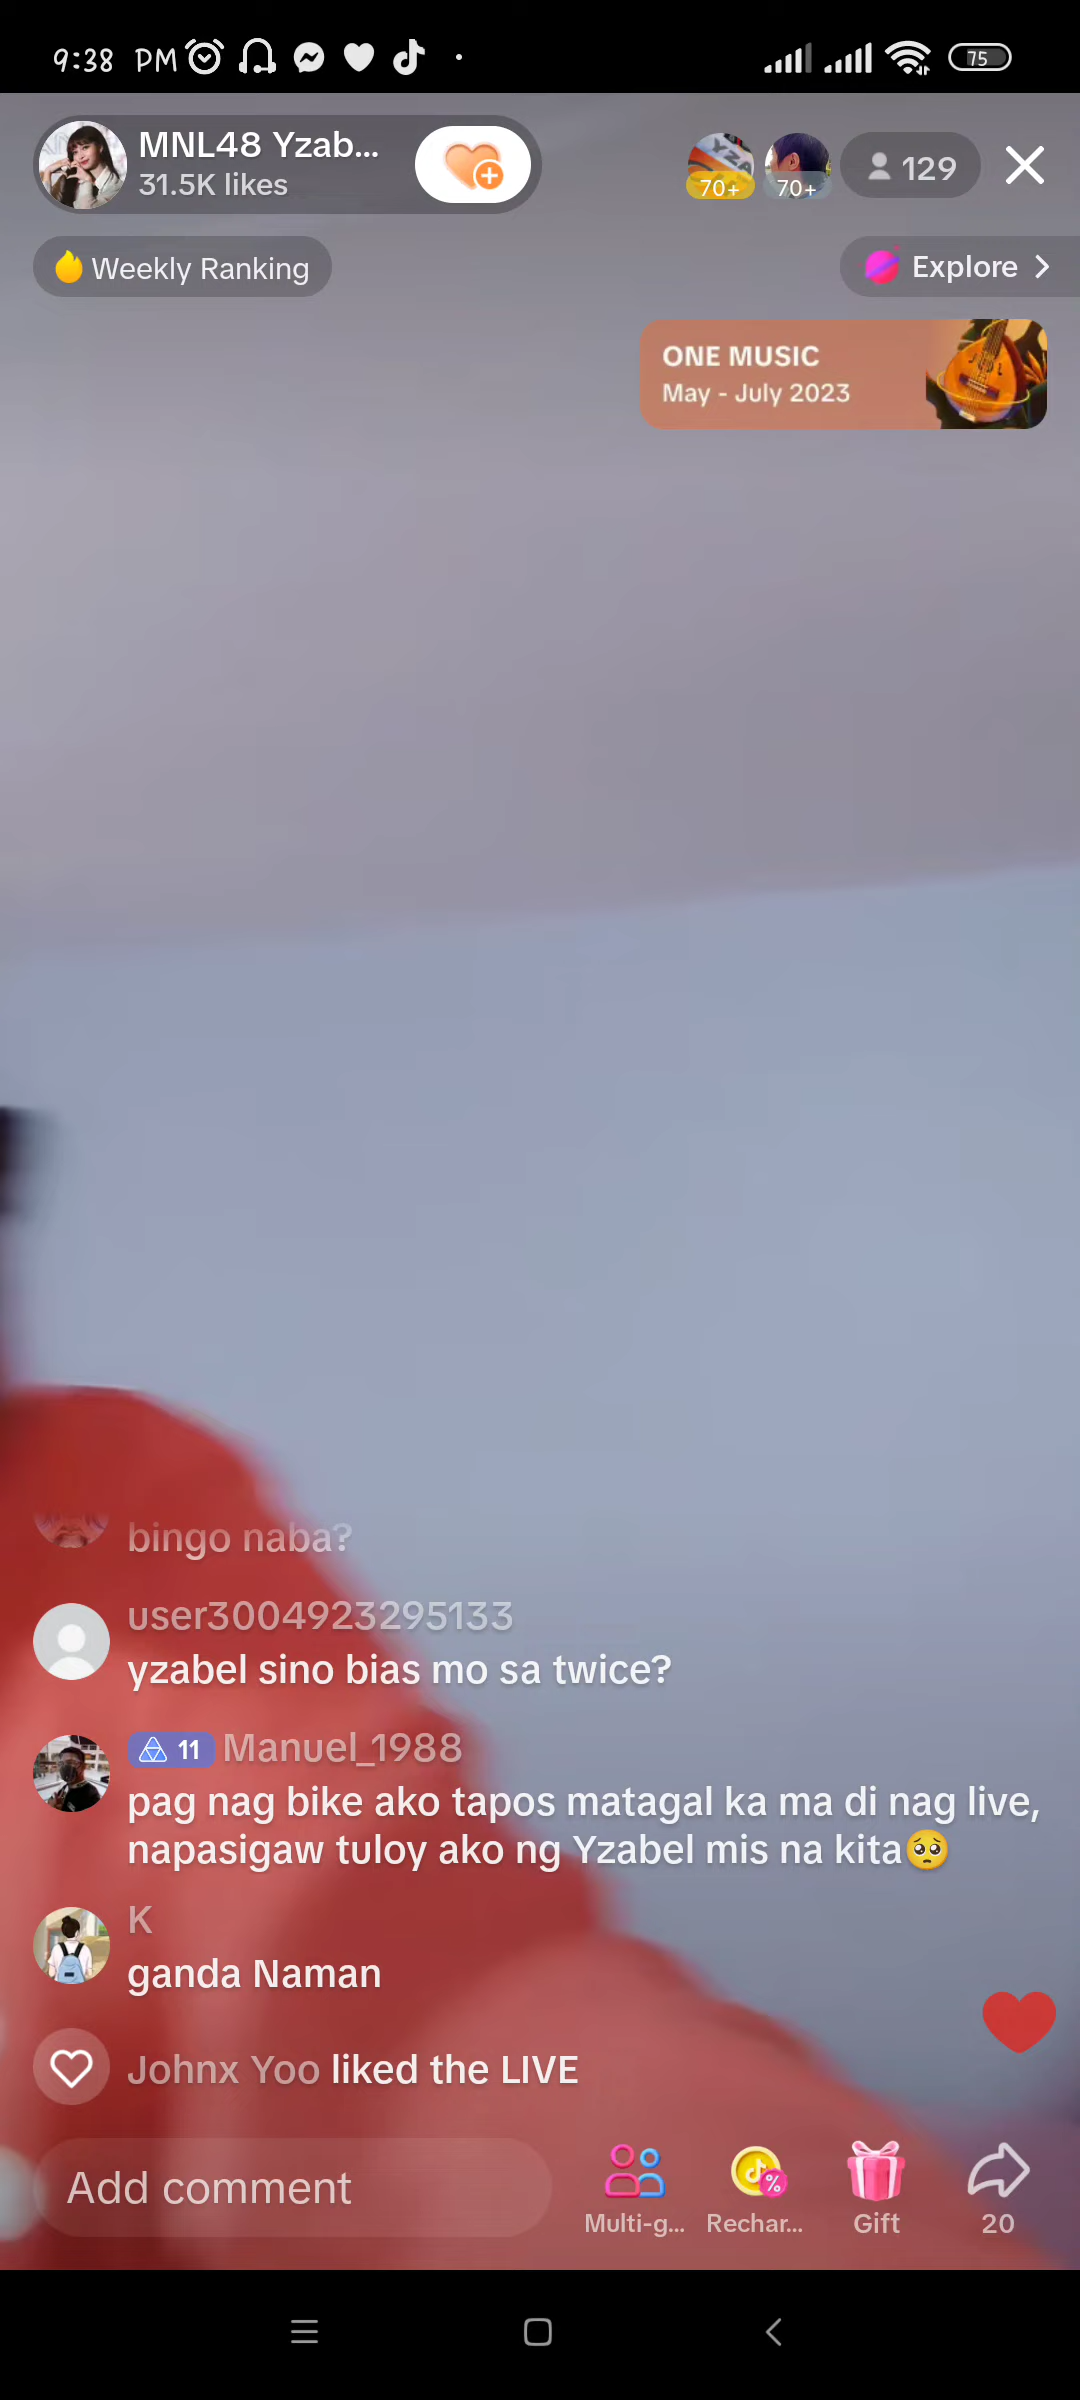 9:38 PM
75
MNL48 Yzab...
31.5K likes
70+
70+
129
Weekly Ranking
Explore
ONE MUSIC
May - July 2023
bingo naba?
user3004923295133
yzabel sino bias mo sa twice?
11 Manuel_1988
pag nag bike ako tapos matagal ka ma di nag live,
napasigaw tuloy ako ng Yzabel mis na kita🥺
K
ganda Naman
Johnx Yoo liked the LIVE
Add comment
Multi-g...
Rechar...
Gift
20